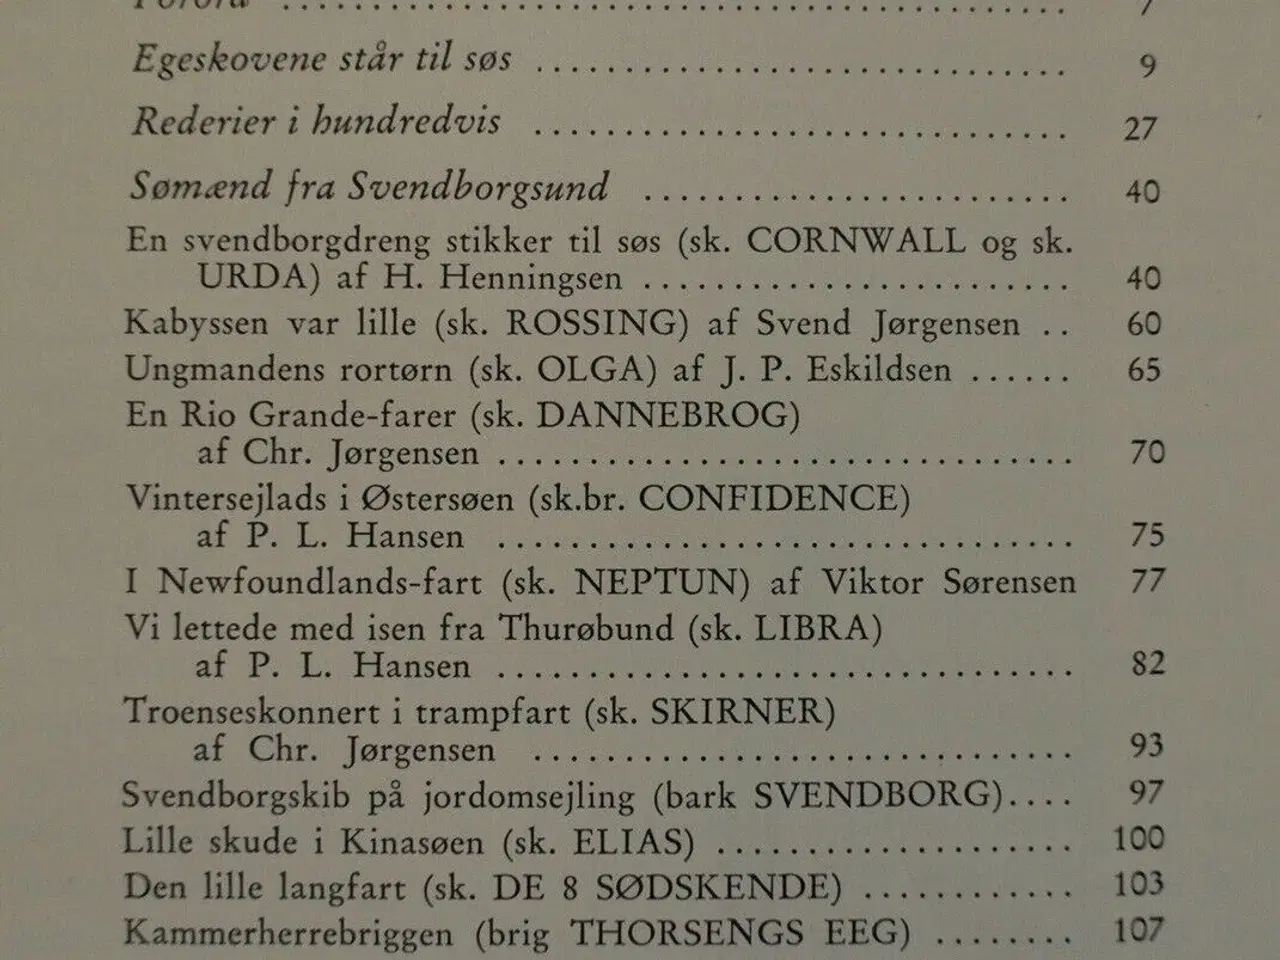 Forord ........................................ 7
Egeskovene står til søs ............................... 9
Rederier i hundredvis ............................... 27
Sømænd fra Svendborgsund ......................... 40
En svendborgdreng stikker til søs (sk. CORNWALL og sk.
URDA) af H. Henningsen ......................... 40
Kabyssen var lille (sk. ROSSING) af Svend Jørgensen .. 60
Ungmandens rortørn (sk. OLGA) af J. P. Eskildsen ...... 65
En Rio Grande-farer (sk. DANNEBROG)
af Chr. Jørgensen .................................. 70
Vintersejlads i Østersøen (sk.br. CONFIDENCE)
af P. L. Hansen .................................. 75
I Newfoundlands-fart (sk. NEPTUN) af Viktor Sørensen 77
Vi lettede med isen fra Thurøbund (sk. LIBRA)
af P. L. Hansen .................................. 82
Troenseskonnert i trampfart (sk. SKIRNER)
af Chr. Jørgensen ................................ 93
Svendborgskib på jordomsejling (bark SVENDBORG).... 97
Lille skude i Kinasøen (sk. ELIAS) ..................... 100
Den lille langfart (sk. DE 8 SØDSKENDE) ............ 103
Kammerherrebriggen (brig THORSENGS EEG) ........ 107